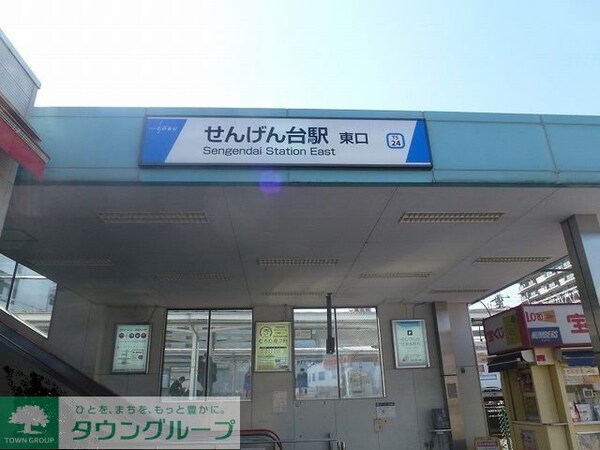 せんげん台駅 東口
Sengendai Station East
TS
24
LOTO
NUMBERS
宝
ひとを、まちを、もっと豊かに。
タウングループ
TOWN GROUP